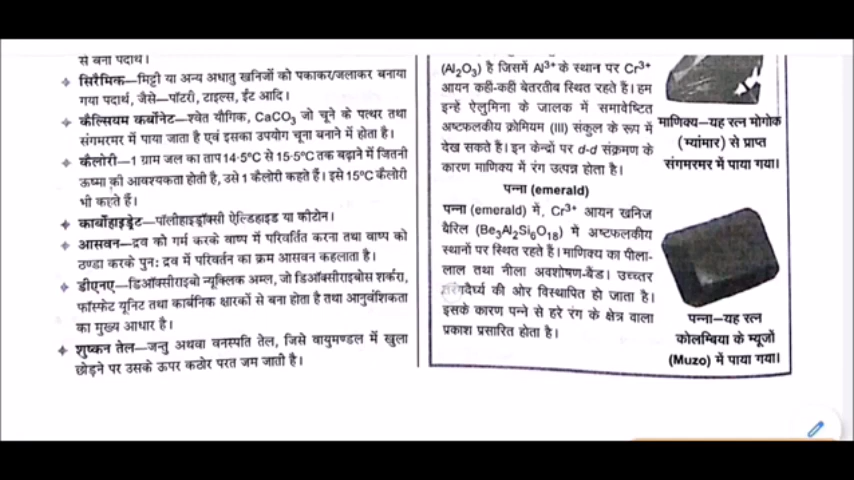 से बना पदार्थ।
सिरेमिक—मिट्टी या अन्य अधातु खनिजों को पकाकर/जलाकर बनाया
गया पदार्थ, जैसे—पॉटरी, टाइल्स, ईंट आदि।
कैल्सियम कार्बोनेट—श्वेत यौगिक, CaCO₃ जो चूने के पत्थर तथा
संगमरमर में पाया जाता है एवं इसका उपयोग चूना बनाने में होता है।
कैलोरी—1 ग्राम जल का ताप 14·5°C से 15·5°C तक बढ़ाने में जितनी
ऊष्मा की आवश्यकता होती है, उसे 1 कैलोरी कहते हैं। इसे 15°C कैलोरी
भी कहते हैं।
कार्बोहाइड्रेट—पॉलीहाइड्रॉक्सी ऐल्डिहाइड या कीटोन।
आसवन—द्रव को गर्म करके वाष्प में परिवर्तित करना तथा वाष्प को
ठण्डा करके पुनः द्रव में परिवर्तन का क्रम आसवन कहलाता है।
डीएनए—डिऑक्सीराइबो न्यूक्लिक अम्ल, जो डिऑक्सीराइबोस शर्करा,
फॉस्फेट यूनिट तथा कार्बनिक क्षारकों से बना होता है तथा आनुवंशिकता
का मुख्य आधार है।
शुष्कन तेल—जन्तु अथवा वनस्पति तेल, जिसे वायुमण्डल में खुला
छोड़ने पर उसके ऊपर कठोर परत जम जाती है।
(Al₂O₃) है जिसमें Al³⁺ के स्थान पर Cr³⁺
आयन कही-कही बेतरतीब स्थित रहते हैं। हम
इन्हें ऐलुमिना के जालक में समावेष्टित
अष्टफलकीय क्रोमियम (III) संकुल के रूप में
देख सकते हैं। इन केन्द्रों पर d-d संक्रमण के
कारण माणिक्य में रंग उत्पन्न होता है।
पन्ना (emerald)
पन्ना (emerald) में, Cr³⁺ आयन खनिज
बैरिल (Be₃Al₂Si₆O₁₈) में अष्टफलकीय
स्थानों पर स्थित रहते हैं। माणिक्य का पीला-
लाल तथा नीला अवशोषण-बैंड। उच्चतर
की ओर विस्थापित हो जाता है।
इसके कारण पन्ने से हरे रंग के क्षेत्र वाला
प्रकाश प्रसारित होता है।
माणिक्य—यह रत्न मोगोक
(म्यांमार) से प्राप्त
संगमरमर में पाया गया।
पन्ना—यह रत्न
कोलम्बिया के म्यूजों
(Muzo) में पाया गया।